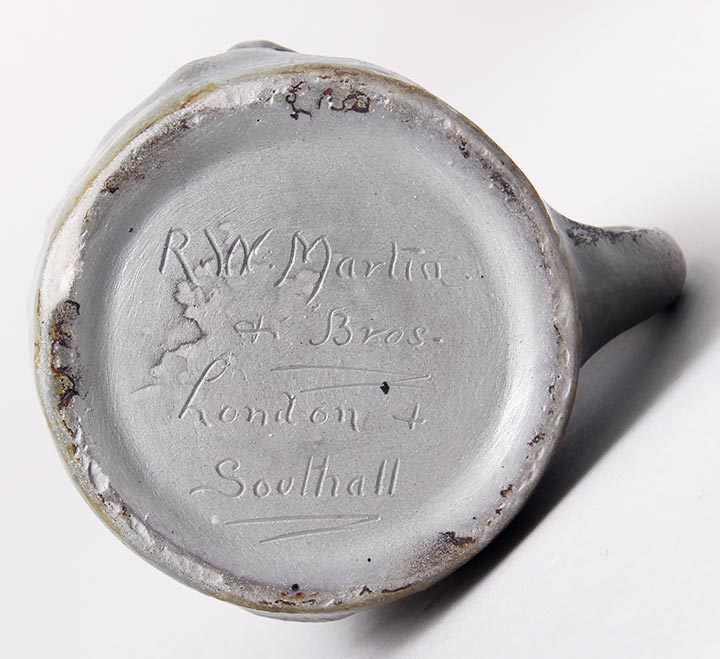 R.W. Martin
& Bros.
London &
Southall